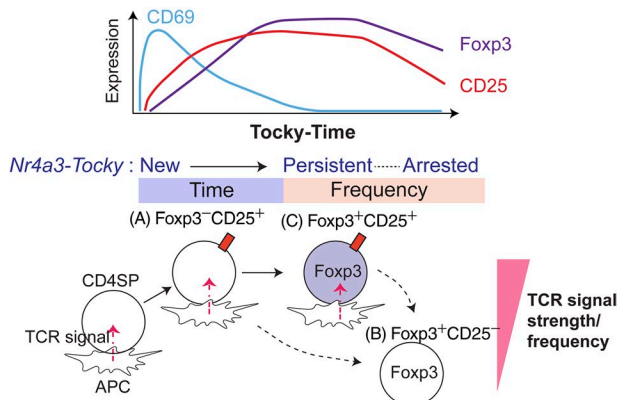 CD69
Foxp3
CD25
Expression
Tocky-Time
Nr4a3-Tocky : New Persistent Arrested
Time Frequency
(A) Foxp3⁻CD25⁺ (C) Foxp3⁺CD25⁺
CD4SP
Foxp3
TCR signal
APC
(B) Foxp3⁺CD25⁻
Foxp3
TCR signal
strength/
frequency